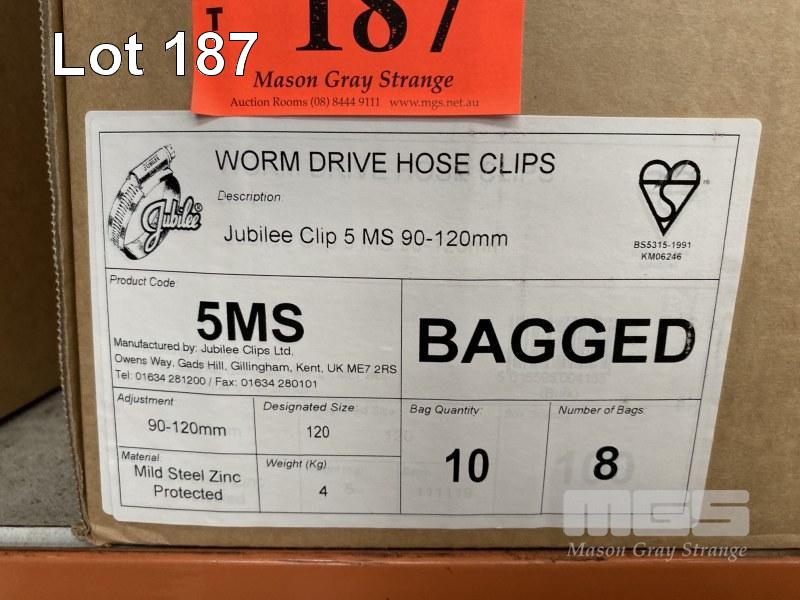 Lot 187
187
Mason Gray Strange
Auction Rooms (08) 8444 9111 www.mgs.net.au
JUBILEE
Jubilee®
WORM DRIVE HOSE CLIPS
Description
Jubilee Clip 5 MS 90-120mm
BS5315-1991
KM06246
Product Code
5MS
Manufactured by: Jubilee Clips Ltd,
Owens Way, Gads Hill, Gillingham, Kent, UK ME7 2RS
Tel: 01634 281200 / Fax: 01634 280101
BAGGED
Adjustment
90-120mm
Designated Size:
120
Bag Quantity:
10
Number of Bags:
8
Material
Mild Steel Zinc
Protected
Weight (Kg)
4
MGS
Mason Gray Strange